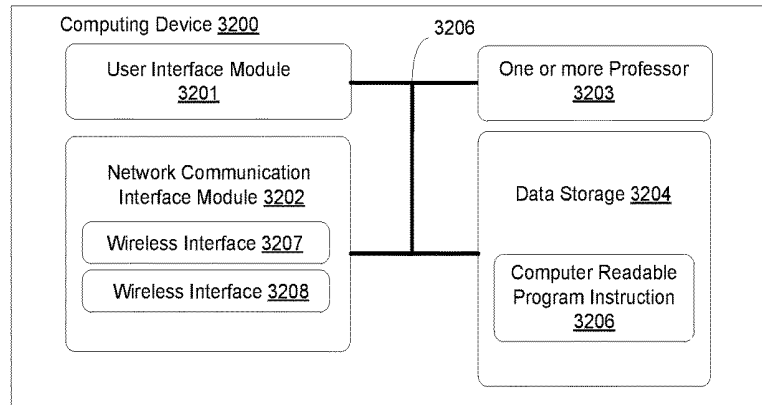 Computing Device 3200
3206
User Interface Module
3201
One or more Professor
3203
Network Communication
Interface Module 3202
Wireless Interface 3207
Wireless Interface 3208
Data Storage 3204
Computer Readable
Program Instruction
3206